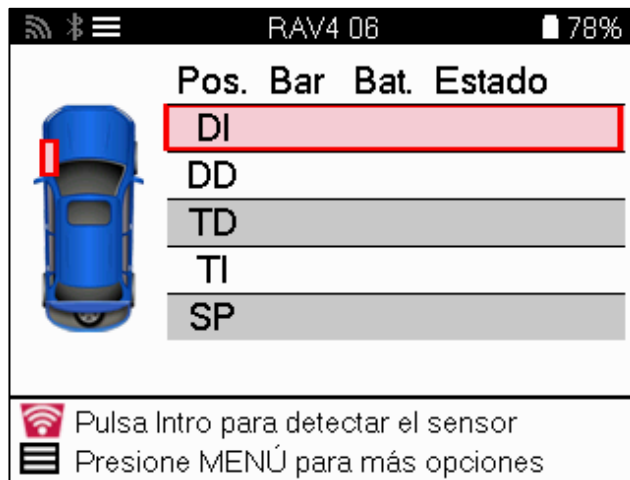 RAV4 06 78%
Pos. Bar Bat. Estado
DI
DD
TD
TI
SP
Pulsa Intro para detectar el sensor
Presione MENÚ para más opciones